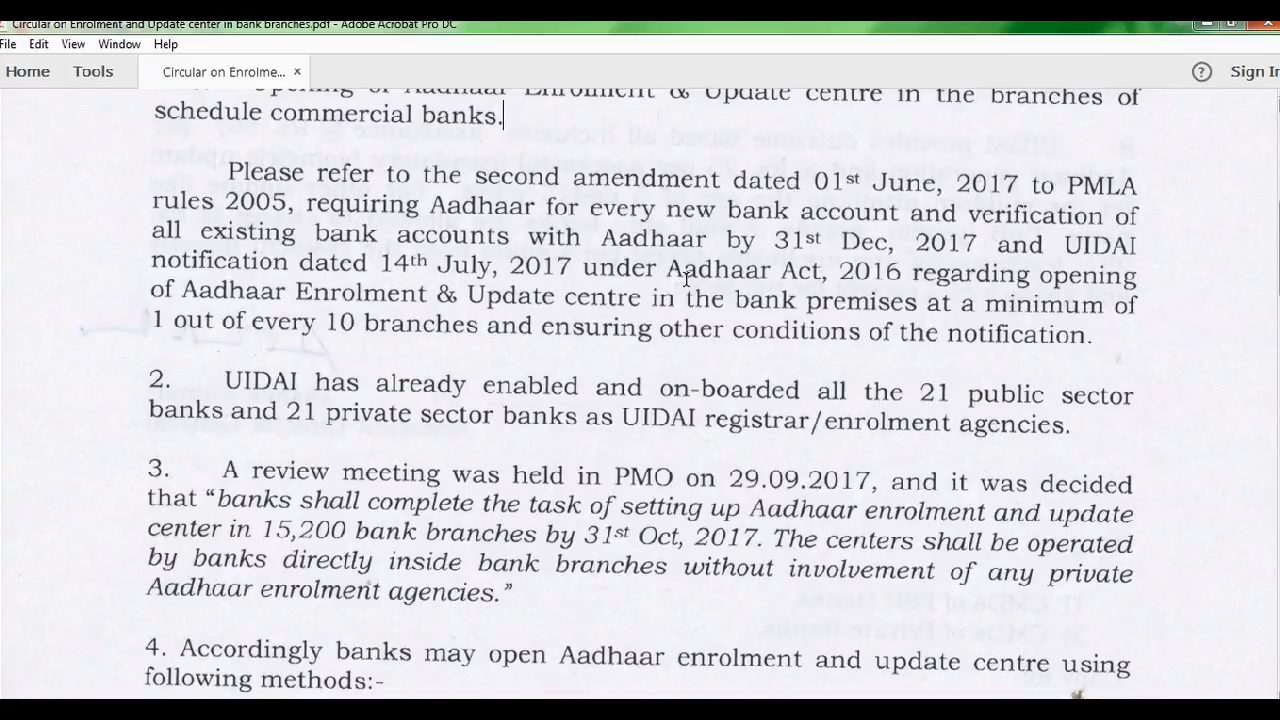 Circular on Enrolment and Update center in bank branches.pdf - Adobe Acrobat Pro DC
File Edit View Window Help
Home Tools Circular on Enrolme... × ? Sign In
Opening of Aadhaar Enrolment & Update centre in the branches of
schedule commercial banks.
Please refer to the second amendment dated 01st June, 2017 to PMLA
rules 2005, requiring Aadhaar for every new bank account and verification of
all existing bank accounts with Aadhaar by 31st Dec, 2017 and UIDAI
notification dated 14th July, 2017 under Aadhaar Act, 2016 regarding opening
of Aadhaar Enrolment & Update centre in the bank premises at a minimum of
1 out of every 10 branches and ensuring other conditions of the notification.
2. UIDAI has already enabled and on-boarded all the 21 public sector
banks and 21 private sector banks as UIDAI registrar/enrolment agencies.
3. A review meeting was held in PMO on 29.09.2017, and it was decided
that “banks shall complete the task of setting up Aadhaar enrolment and update
center in 15,200 bank branches by 31st Oct, 2017. The centers shall be operated
by banks directly inside bank branches without involvement of any private
Aadhaar enrolment agencies.”
4. Accordingly banks may open Aadhaar enrolment and update centre using
following methods:-